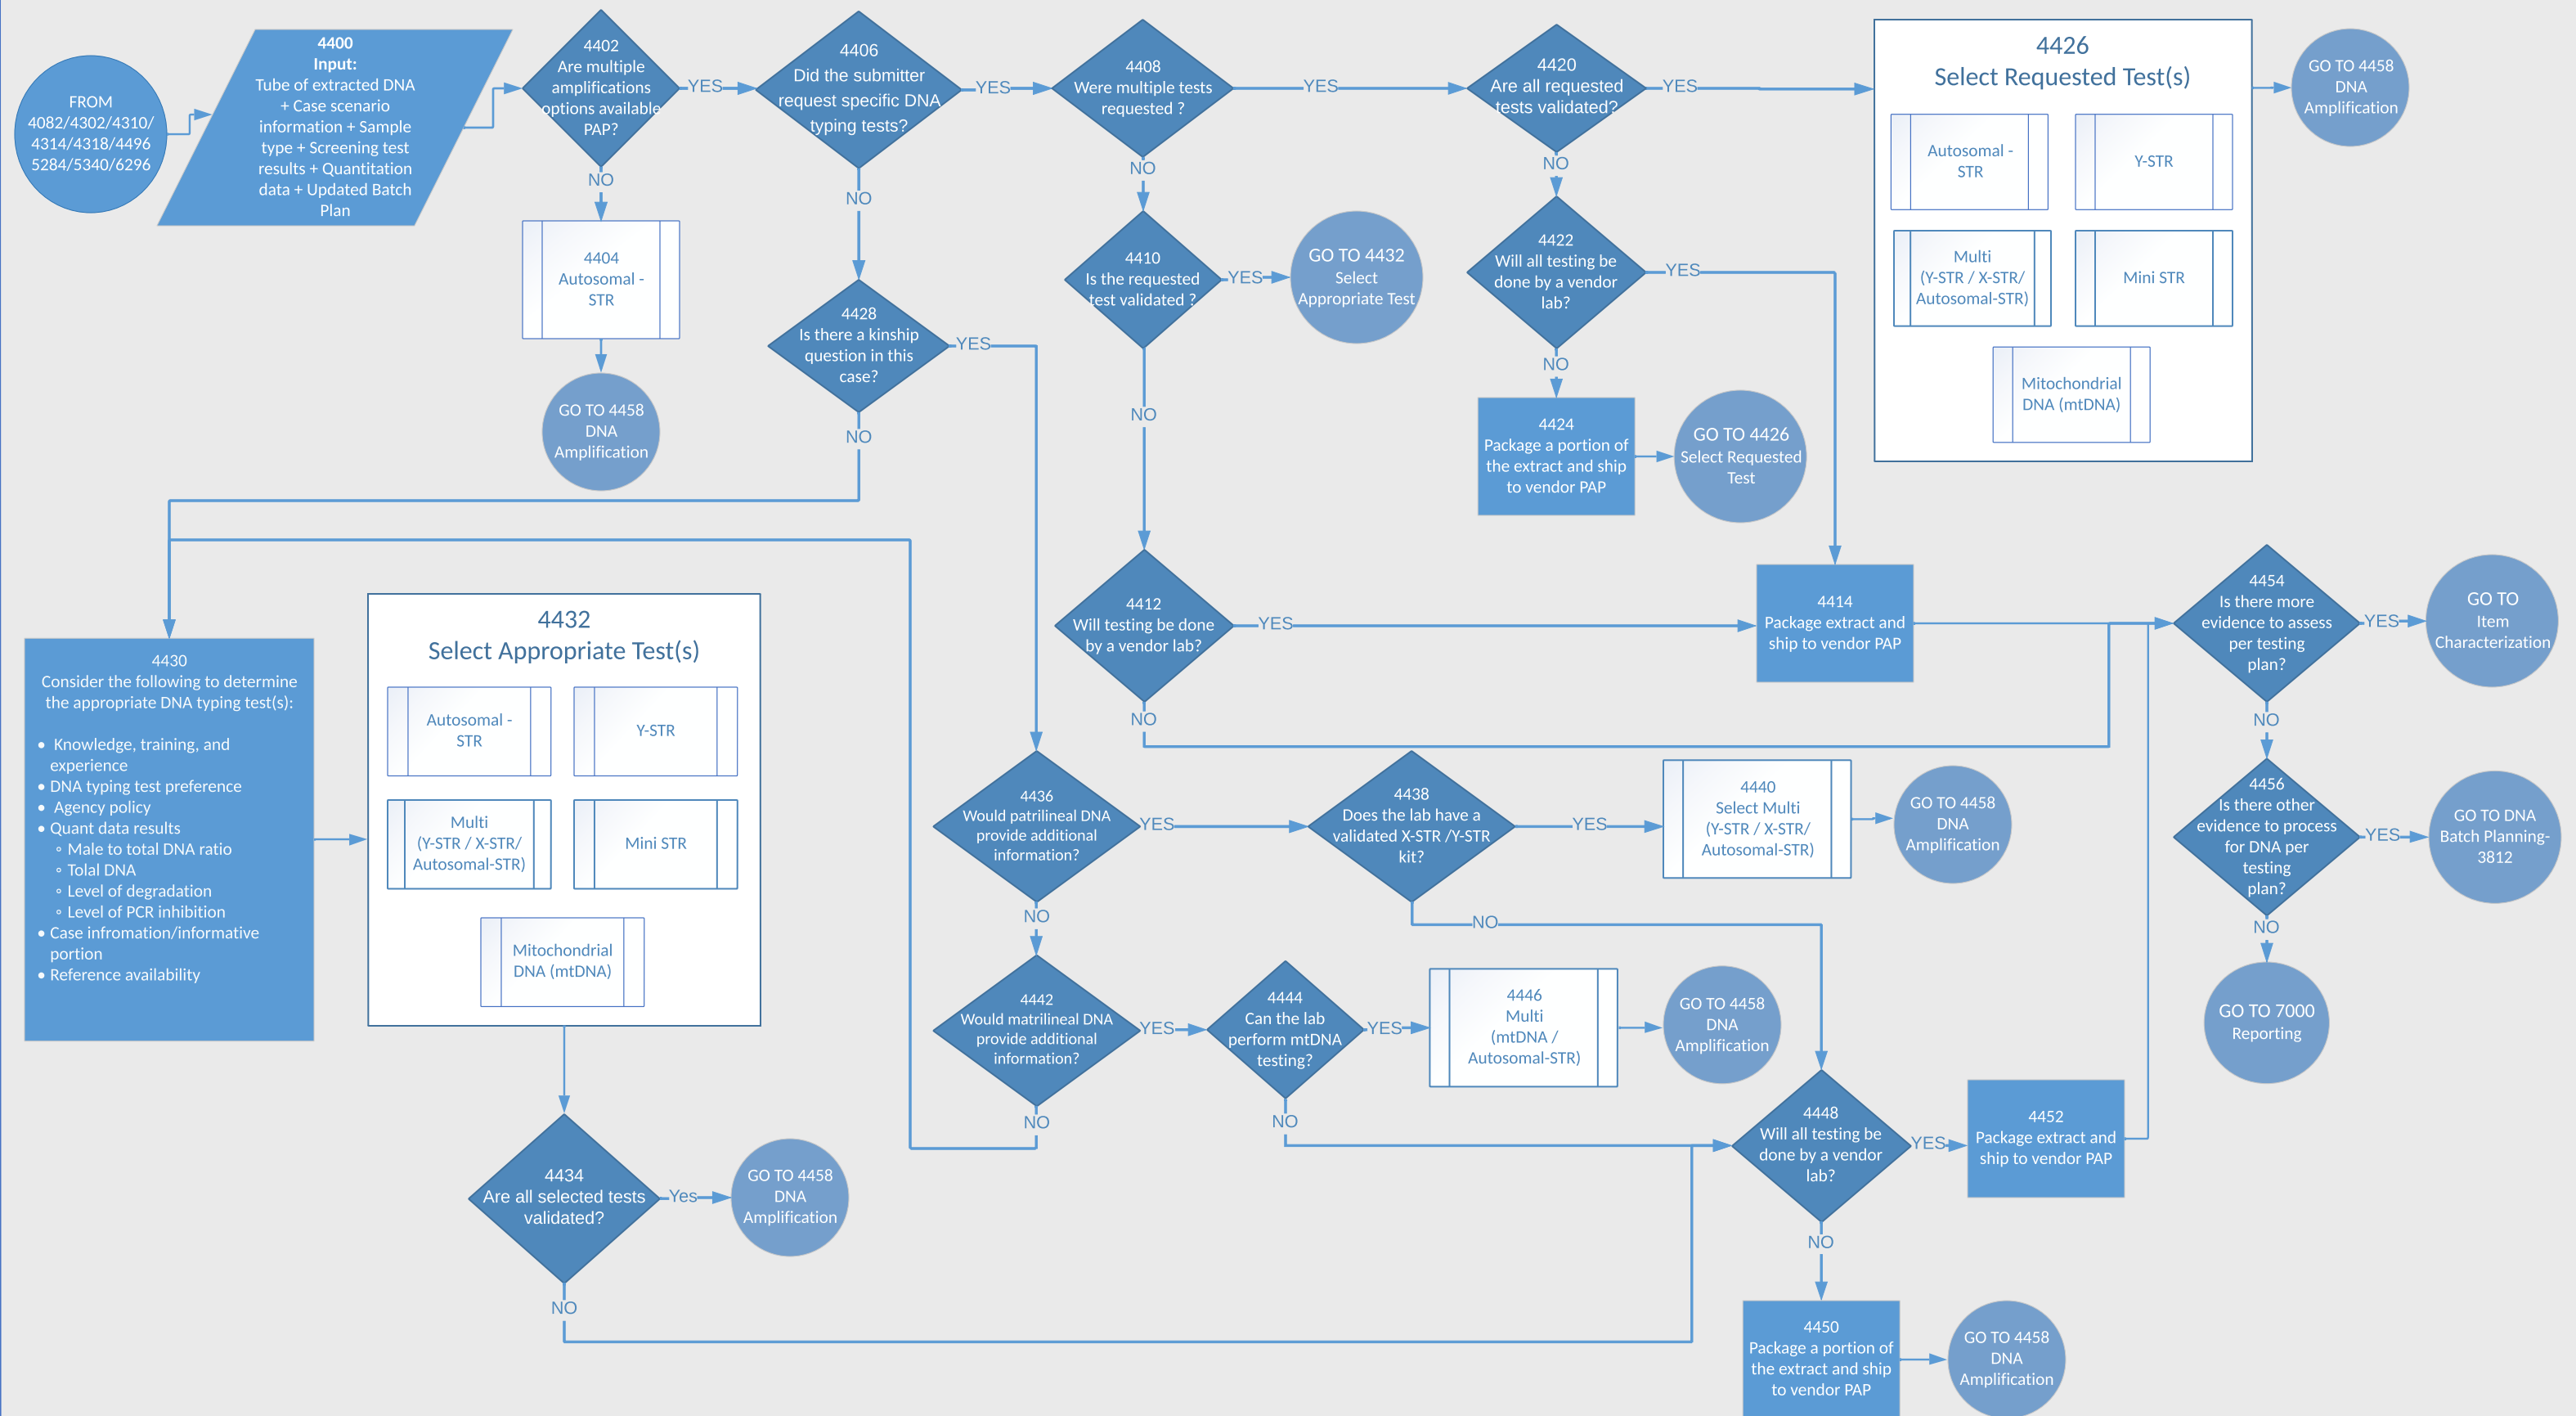 FROM
4082/4302/4310/
4314/4318/4496
5284/5340/6296
4400
Input:
Tube of extracted DNA
+ Case scenario
information + Sample
type + Screening test
results + Quantitation
data + Updated Batch
Plan
4402
Are multiple
amplifications
options available
PAP?
YES
NO
4404
Autosomal -
STR
GO TO 4458
DNA
Amplification
4406
Did the submitter
request specific DNA
typing tests?
YES
NO
4428
Is there a kinship
question in this
case?
YES
NO
4408
Were multiple tests
requested ?
YES
NO
4410
Is the requested
test validated ?
YES
GO TO 4432
Select
Appropriate Test
NO
4412
Will testing be done
by a vendor lab?
YES
NO
4414
Package extract and
ship to vendor PAP
4420
Are all requested
tests validated?
YES
NO
4422
Will all testing be
done by a vendor
lab?
YES
NO
4424
Package a portion of
the extract and ship
to vendor PAP
GO TO 4426
Select Requested
Test
4426
Select Requested Test(s)
Autosomal -
STR
Y-STR
Multi
(Y-STR / X-STR/
Autosomal-STR)
Mini STR
Mitochondrial
DNA (mtDNA)
GO TO 4458
DNA
Amplification
4430
Consider the following to determine
the appropriate DNA typing test(s):
• Knowledge, training, and
experience
• DNA typing test preference
• Agency policy
• Quant data results
◦ Male to total DNA ratio
◦ Tolal DNA
◦ Level of degradation
◦ Level of PCR inhibition
• Case infromation/informative
portion
• Reference availability
4432
Select Appropriate Test(s)
Autosomal -
STR
Y-STR
Multi
(Y-STR / X-STR/
Autosomal-STR)
Mini STR
Mitochondrial
DNA (mtDNA)
4434
Are all selected tests
validated?
Yes
GO TO 4458
DNA
Amplification
NO
4436
Would patrilineal DNA
provide additional
information?
YES
NO
4438
Does the lab have a
validated X-STR /Y-STR
kit?
YES
NO
4440
Select Multi
(Y-STR / X-STR/
Autosomal-STR)
GO TO 4458
DNA
Amplification
4442
Would matrilineal DNA
provide additional
information?
YES
NO
4444
Can the lab
perform mtDNA
testing?
YES
NO
4446
Multi
(mtDNA /
Autosomal-STR)
GO TO 4458
DNA
Amplification
4448
Will all testing be
done by a vendor
lab?
YES
NO
4452
Package extract and
ship to vendor PAP
4450
Package a portion of
the extract and ship
to vendor PAP
GO TO 4458
DNA
Amplification
4454
Is there more
evidence to assess
per testing
plan?
YES
GO TO
Item
Characterization
NO
4456
Is there other
evidence to process
for DNA per
testing
plan?
YES
GO TO DNA
Batch Planning-
3812
NO
GO TO 7000
Reporting